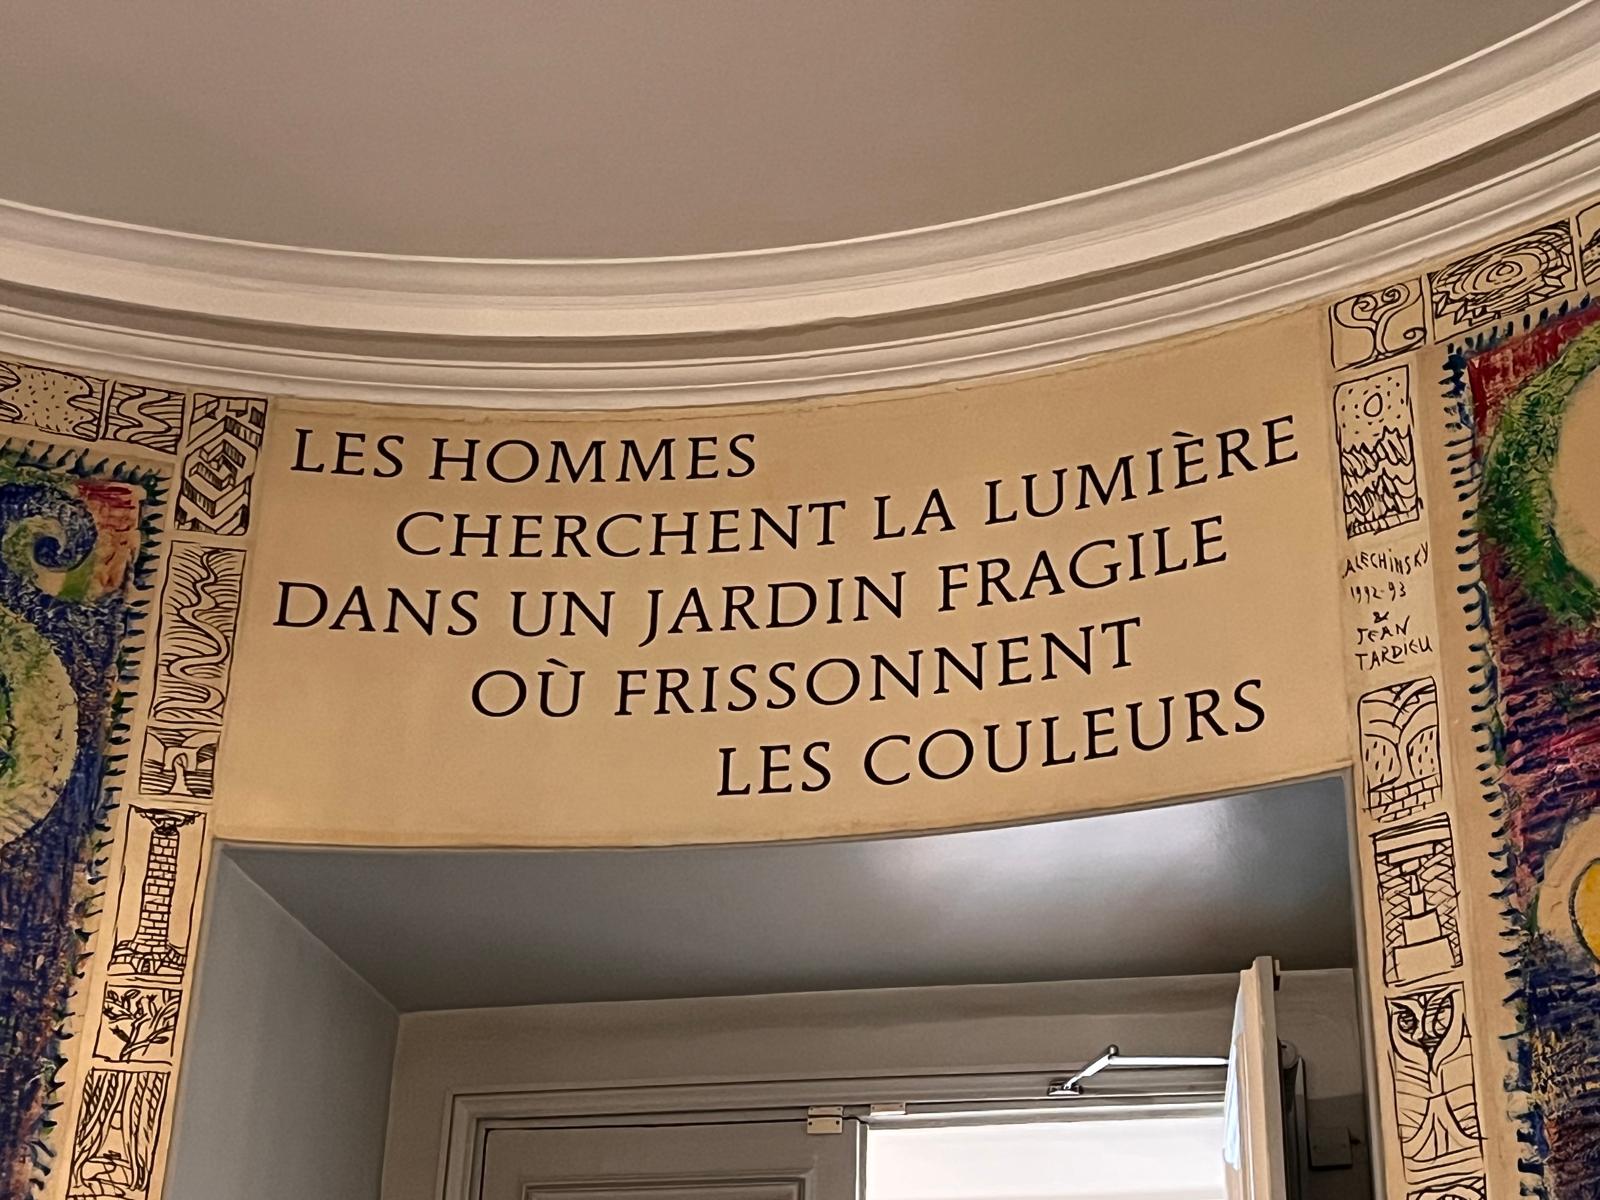 LES HOMMES
CHERCHENT LA LUMIÈRE
DANS UN JARDIN FRAGILE
OÙ FRISSONNENT
LES COULEURS
ALECHINSKY
1992-93
&
JEAN
TARDIEU